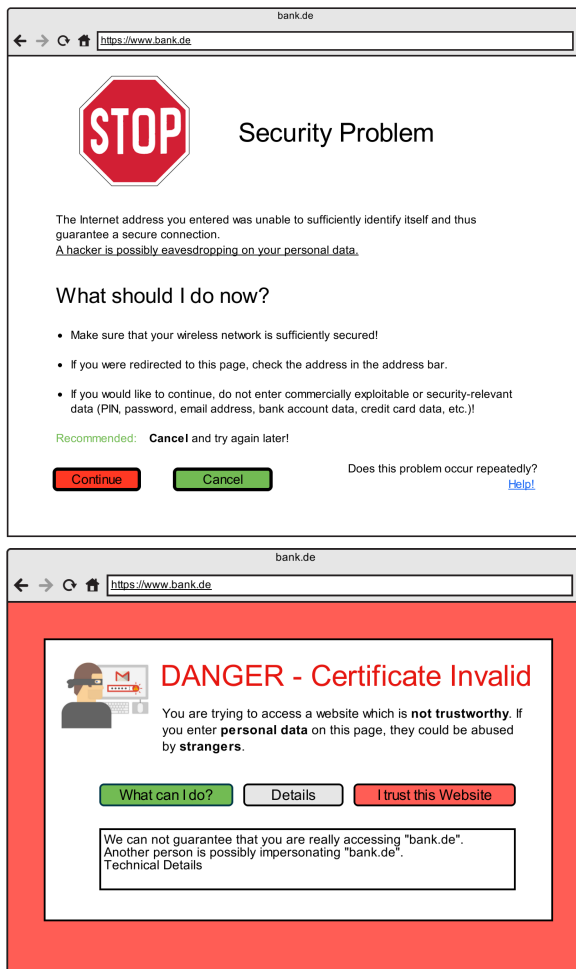 bank.de
https://www.bank.de
STOP
Security Problem
The Internet address you entered was unable to sufficiently identify itself and thus
guarantee a secure connection.
A hacker is possibly eavesdropping on your personal data.
What should I do now?
• Make sure that your wireless network is sufficiently secured!
• If you were redirected to this page, check the address in the address bar.
• If you would like to continue, do not enter commercially exploitable or security-relevant
data (PIN, password, email address, bank account data, credit card data, etc.)!
Recommended: Cancel and try again later!
Continue
Cancel
Does this problem occur repeatedly?
Help!
bank.de
https://www.bank.de
M
DANGER - Certificate Invalid
You are trying to access a website which is not trustworthy. If
you enter personal data on this page, they could be abused
by strangers.
What can I do?
Details
I trust this Website
We can not guarantee that you are really accessing "bank.de".
Another person is possibly impersonating "bank.de".
Technical Details